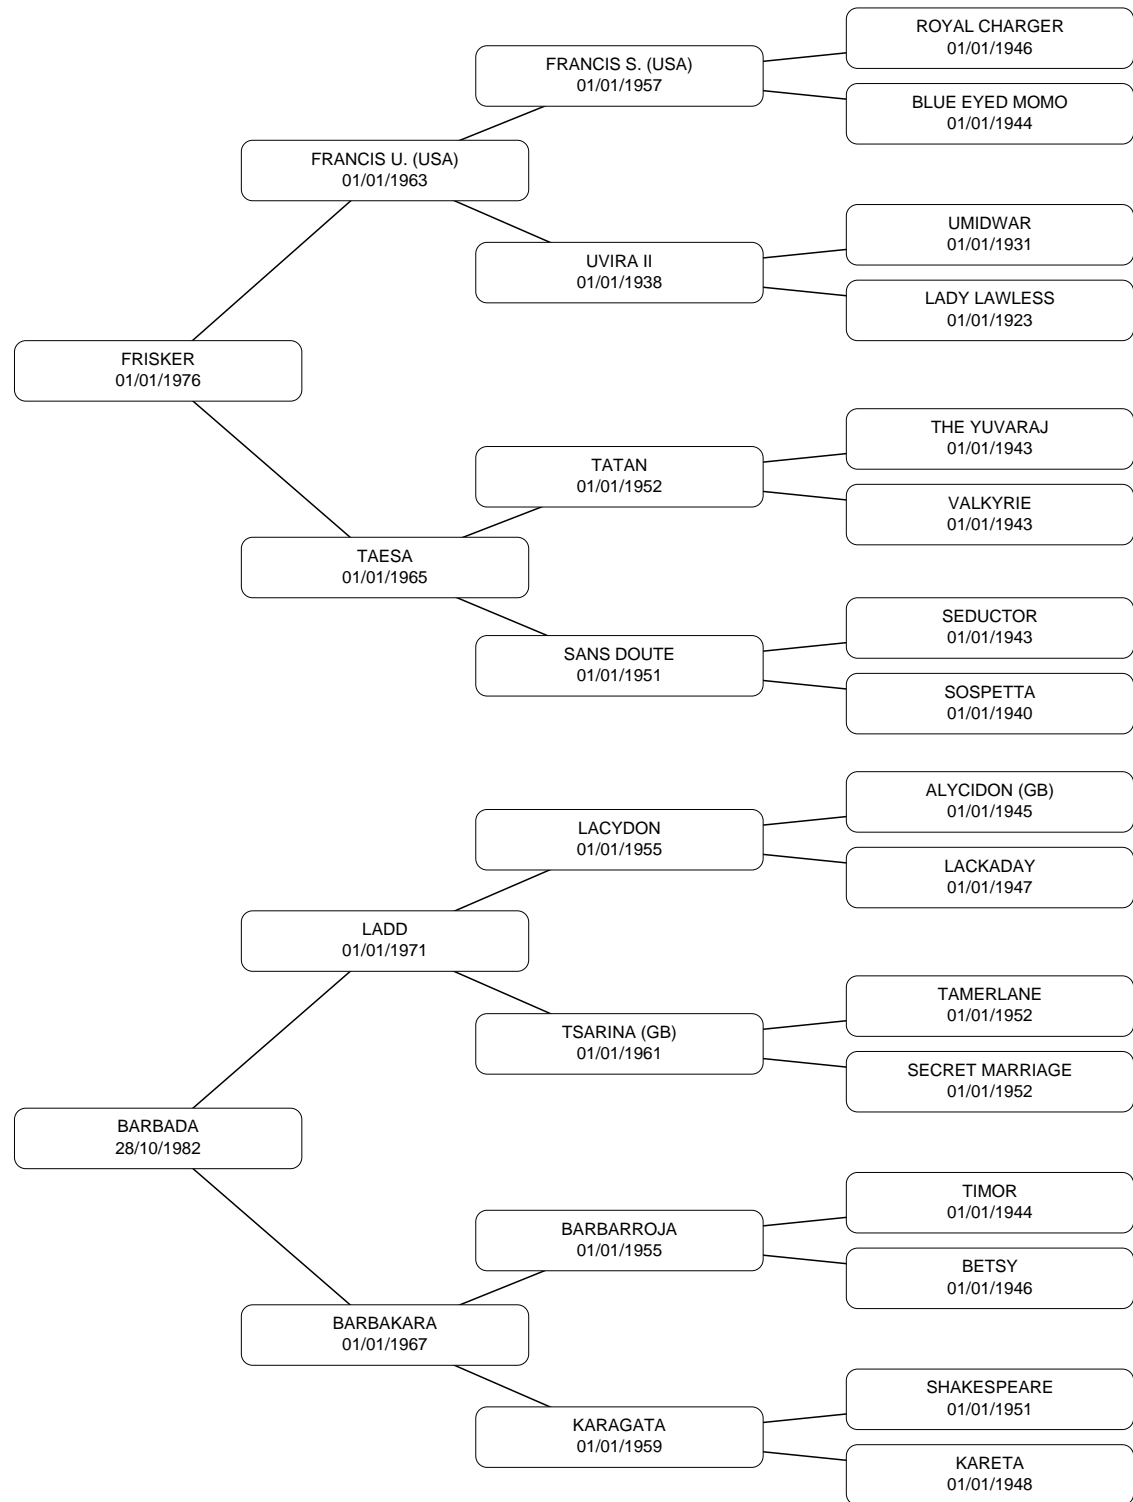 ROYAL CHARGER
01/01/1946
FRANCIS S. (USA)
01/01/1957
BLUE EYED MOMO
01/01/1944
FRANCIS U. (USA)
01/01/1963
UMIDWAR
01/01/1931
UVIRA II
01/01/1938
LADY LAWLESS
01/01/1923
FRISKER
01/01/1976
THE YUVARAJ
01/01/1943
TATAN
01/01/1952
VALKYRIE
01/01/1943
TAESA
01/01/1965
SEDUCTOR
01/01/1943
SANS DOUTE
01/01/1951
SOSPETTA
01/01/1940
ALYCIDON (GB)
01/01/1945
LACYDON
01/01/1955
LACKADAY
01/01/1947
LADD
01/01/1971
TAMERLANE
01/01/1952
TSARINA (GB)
01/01/1961
SECRET MARRIAGE
01/01/1952
BARBADA
28/10/1982
TIMOR
01/01/1944
BARBARROJA
01/01/1955
BETSY
01/01/1946
BARBAKARA
01/01/1967
SHAKESPEARE
01/01/1951
KARAGATA
01/01/1959
KARETA
01/01/1948